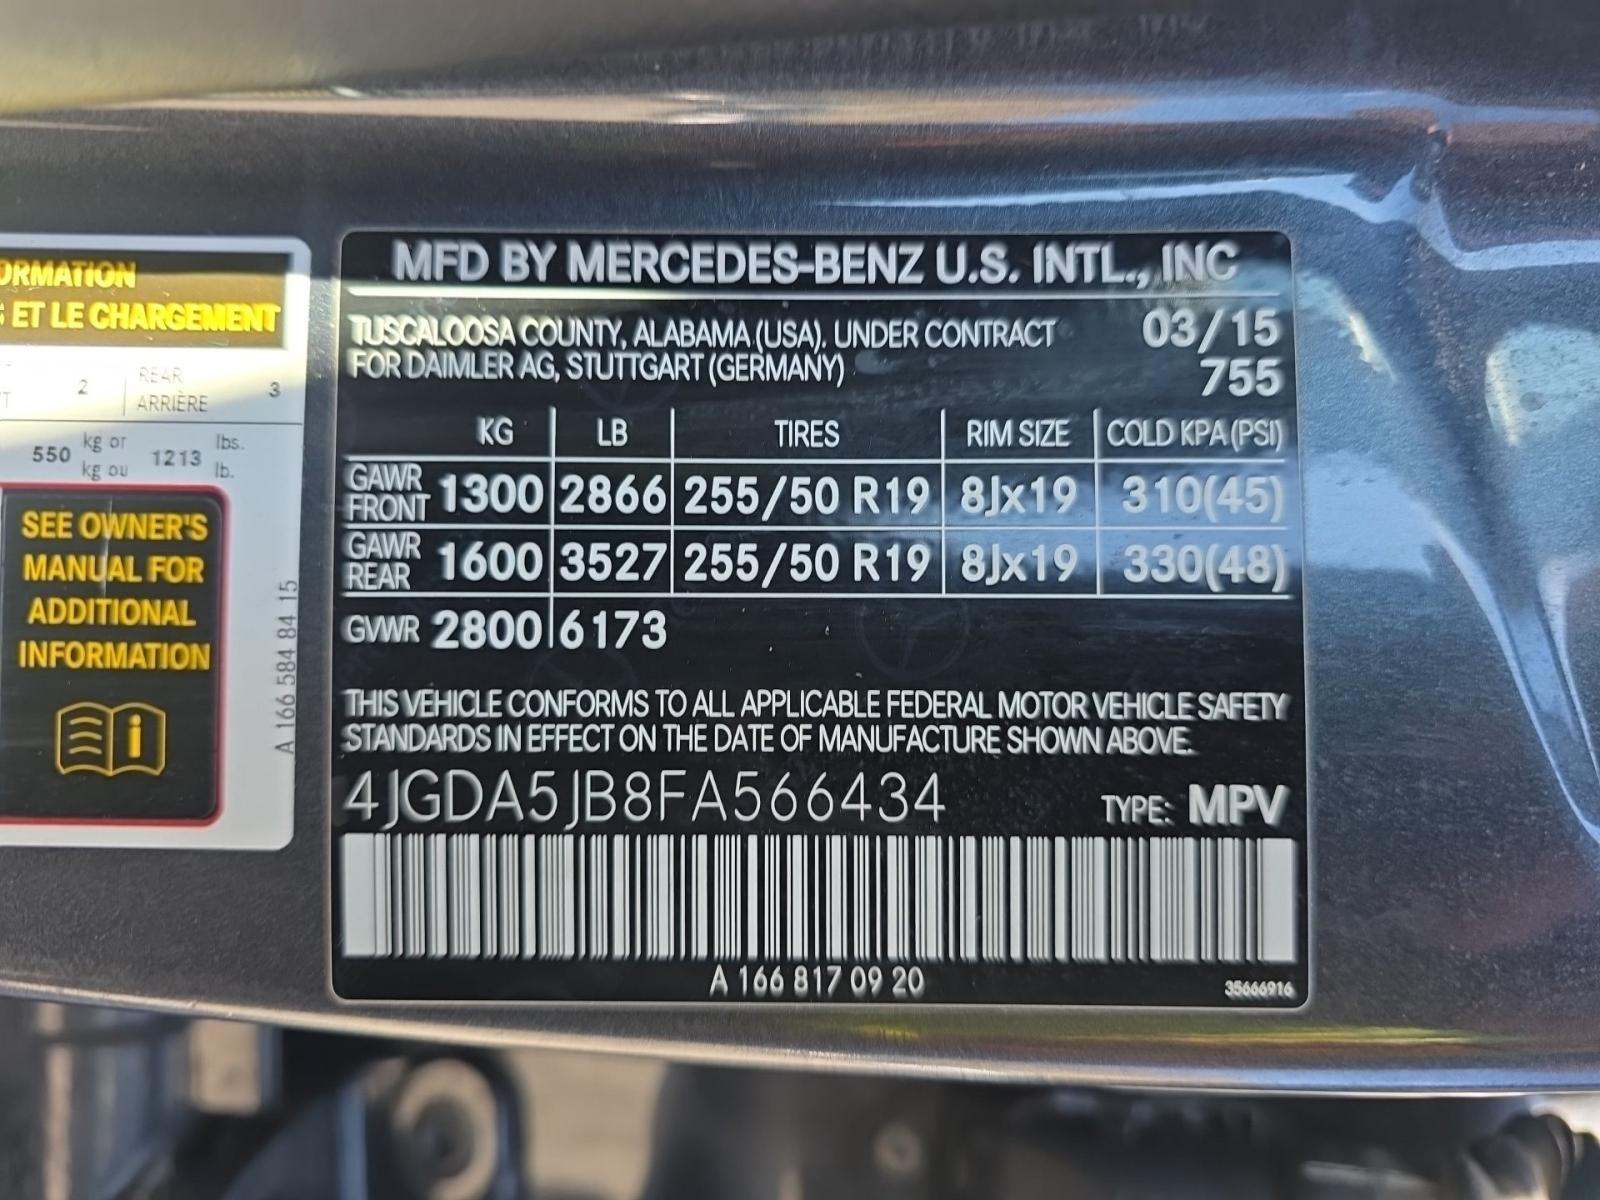 ORMATION
ET LE CHARGEMENT
2 REAR ARRIÈRE 3
550 kg or kg ou 1213 lbs. lb.
SEE OWNER'S
MANUAL FOR
ADDITIONAL
INFORMATION
A 166 584 84 15
MFD BY MERCEDES-BENZ U.S. INTL., INC
TUSCALOOSA COUNTY, ALABAMA (USA). UNDER CONTRACT 03/15
FOR DAIMLER AG, STUTTGART (GERMANY) 755
KG LB TIRES RIM SIZE COLD KPA(PSI)
GAWR FRONT 1300 2866 255/50 R19 8Jx19 310(45)
GAWR REAR 1600 3527 255/50 R19 8Jx19 330(48)
GVWR 2800 6173
THIS VEHICLE CONFORMS TO ALL APPLICABLE FEDERAL MOTOR VEHICLE SAFETY
STANDARDS IN EFFECT ON THE DATE OF MANUFACTURE SHOWN ABOVE.
4JGDA5JB8FA566434 TYPE: MPV
A 166 817 09 20
35666916